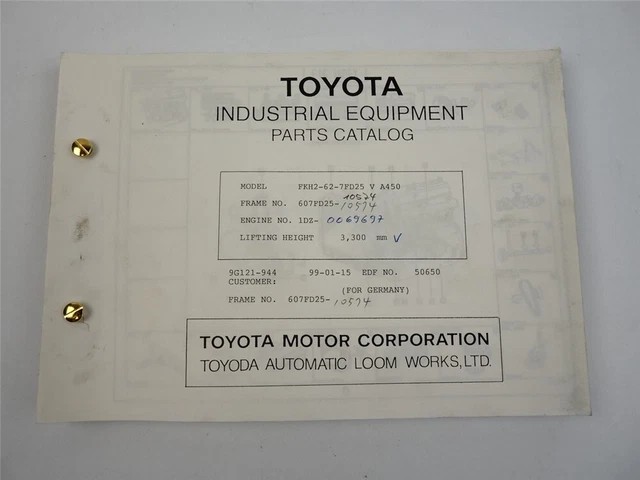 TOYOTA
INDUSTRIAL EQUIPMENT
PARTS CATALOG
MODEL FKH2-62-7FD25 V A450
10574
FRAME NO. 607FD25-10574
ENGINE NO. 1DZ-0069697
LIFTING HEIGHT 3,300 mm V
9G121-944 99-01-15 EDF NO. 50650
CUSTOMER:
(FOR GERMANY)
FRAME NO. 607FD25-10574
TOYOTA MOTOR CORPORATION
TOYODA AUTOMATIC LOOM WORKS,LTD.